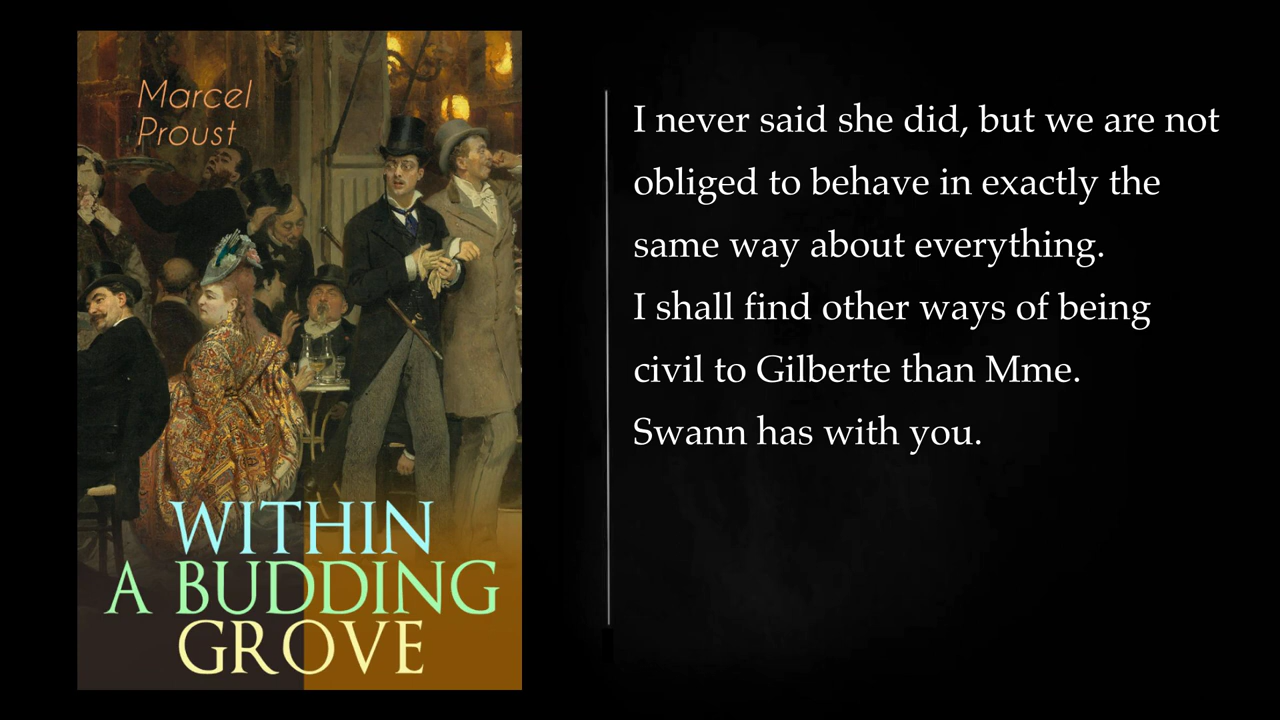 Marcel
Proust
WITHIN
A BUDDING
GROVE
I never said she did, but we are not
obliged to behave in exactly the
same way about everything.
I shall find other ways of being
civil to Gilberte than Mme.
Swann has with you.